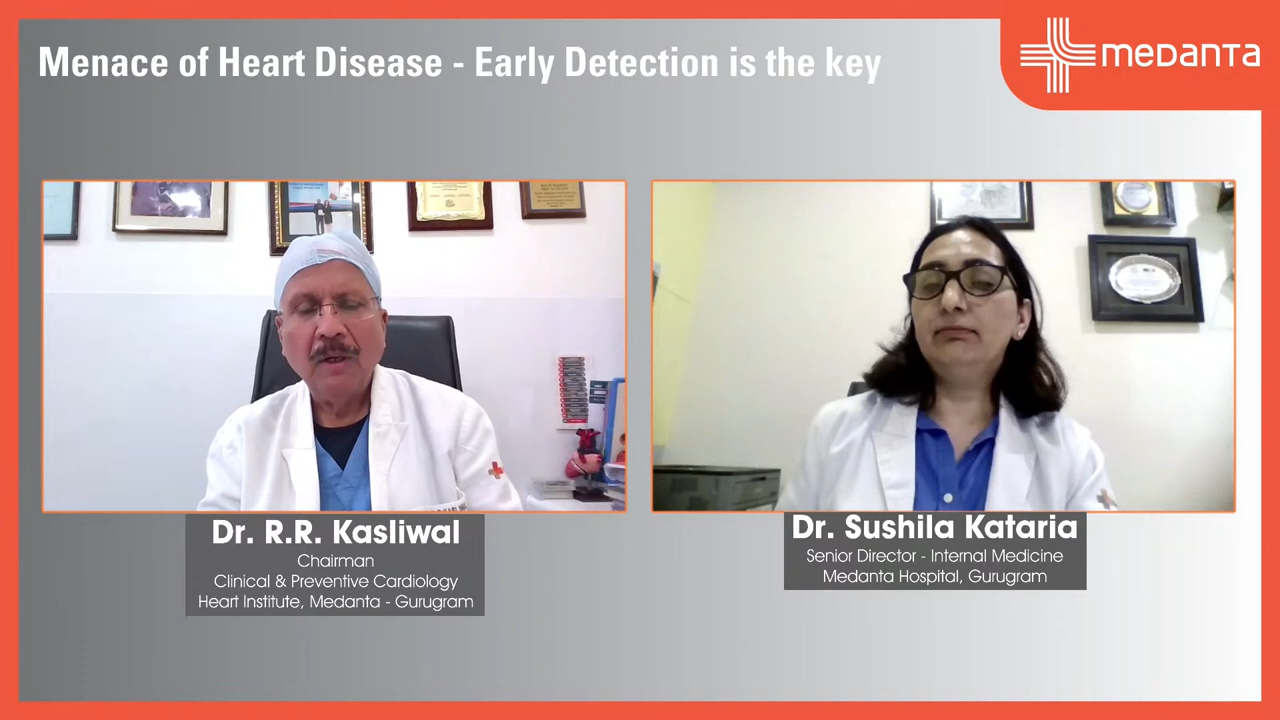 Menace of Heart Disease - Early Detection is the key
medanta
Dr. R.R. Kasliwal
Chairman
Clinical & Preventive Cardiology
Heart Institute, Medanta - Gurugram
Dr. Sushila Kataria
Senior Director - Internal Medicine
Medanta Hospital, Gurugram